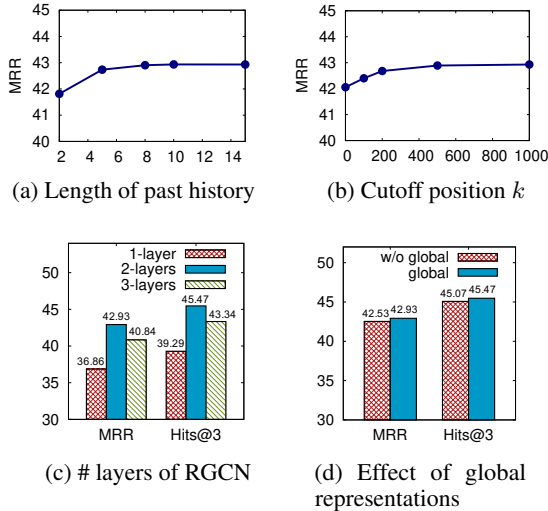 45
44
43
42
41
40
MRR
2 4 6 8 10 12 14
(a) Length of past history
45
44
43
42
41
40
MRR
0 200 400 600 800 1000
(b) Cutoff position k
1-layer
2-layers
3-layers
50
45
40
35
30
36.86
42.93
40.84
39.29
45.47
43.34
MRR Hits@3
(c) # layers of RGCN
w/o global
global
50
45
40
35
30
42.53
42.93
45.07
45.47
MRR Hits@3
(d) Effect of global
representations